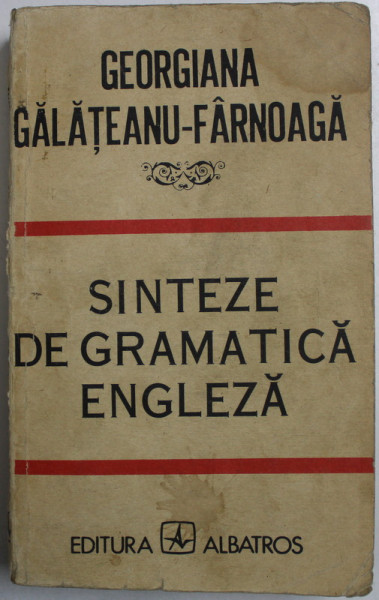 GEORGIANA
GĂLĂȚEANU-FÂRNOAGĂ
SINTEZE
DE GRAMATICĂ
ENGLEZĂ
EDITURA ALBATROS